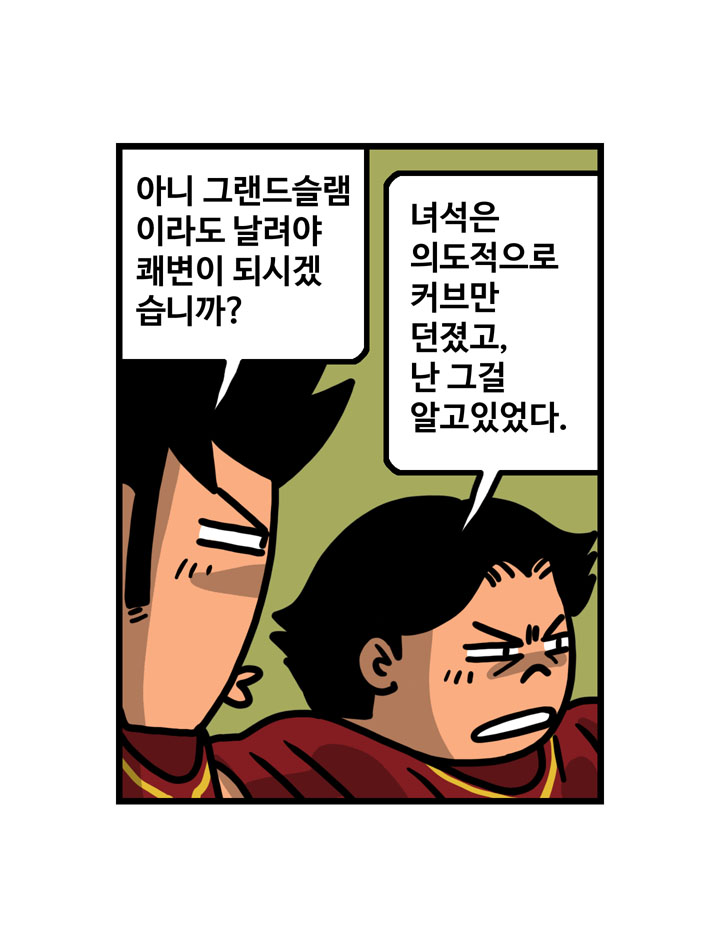 아니 그랜드슬램
이라도 날려야
쾌변이 되시겠
습니까?
녀석은
의도적으로
커브만
던졌고,
난 그걸
알고있었다.